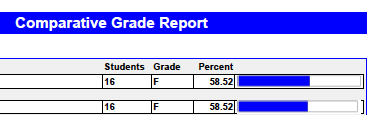 Comparative Grade Report
Students Grade Percent
16 F 58.52
16 F 58.52